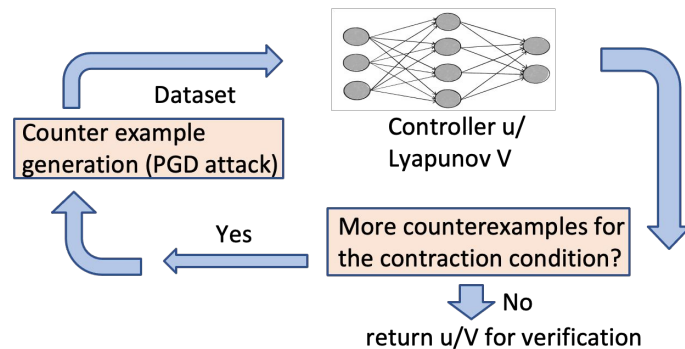 Dataset
Controller u/
Lyapunov V
Counter example
generation (PGD attack)
More counterexamples for
the contraction condition?
Yes
No
return u/V for verification